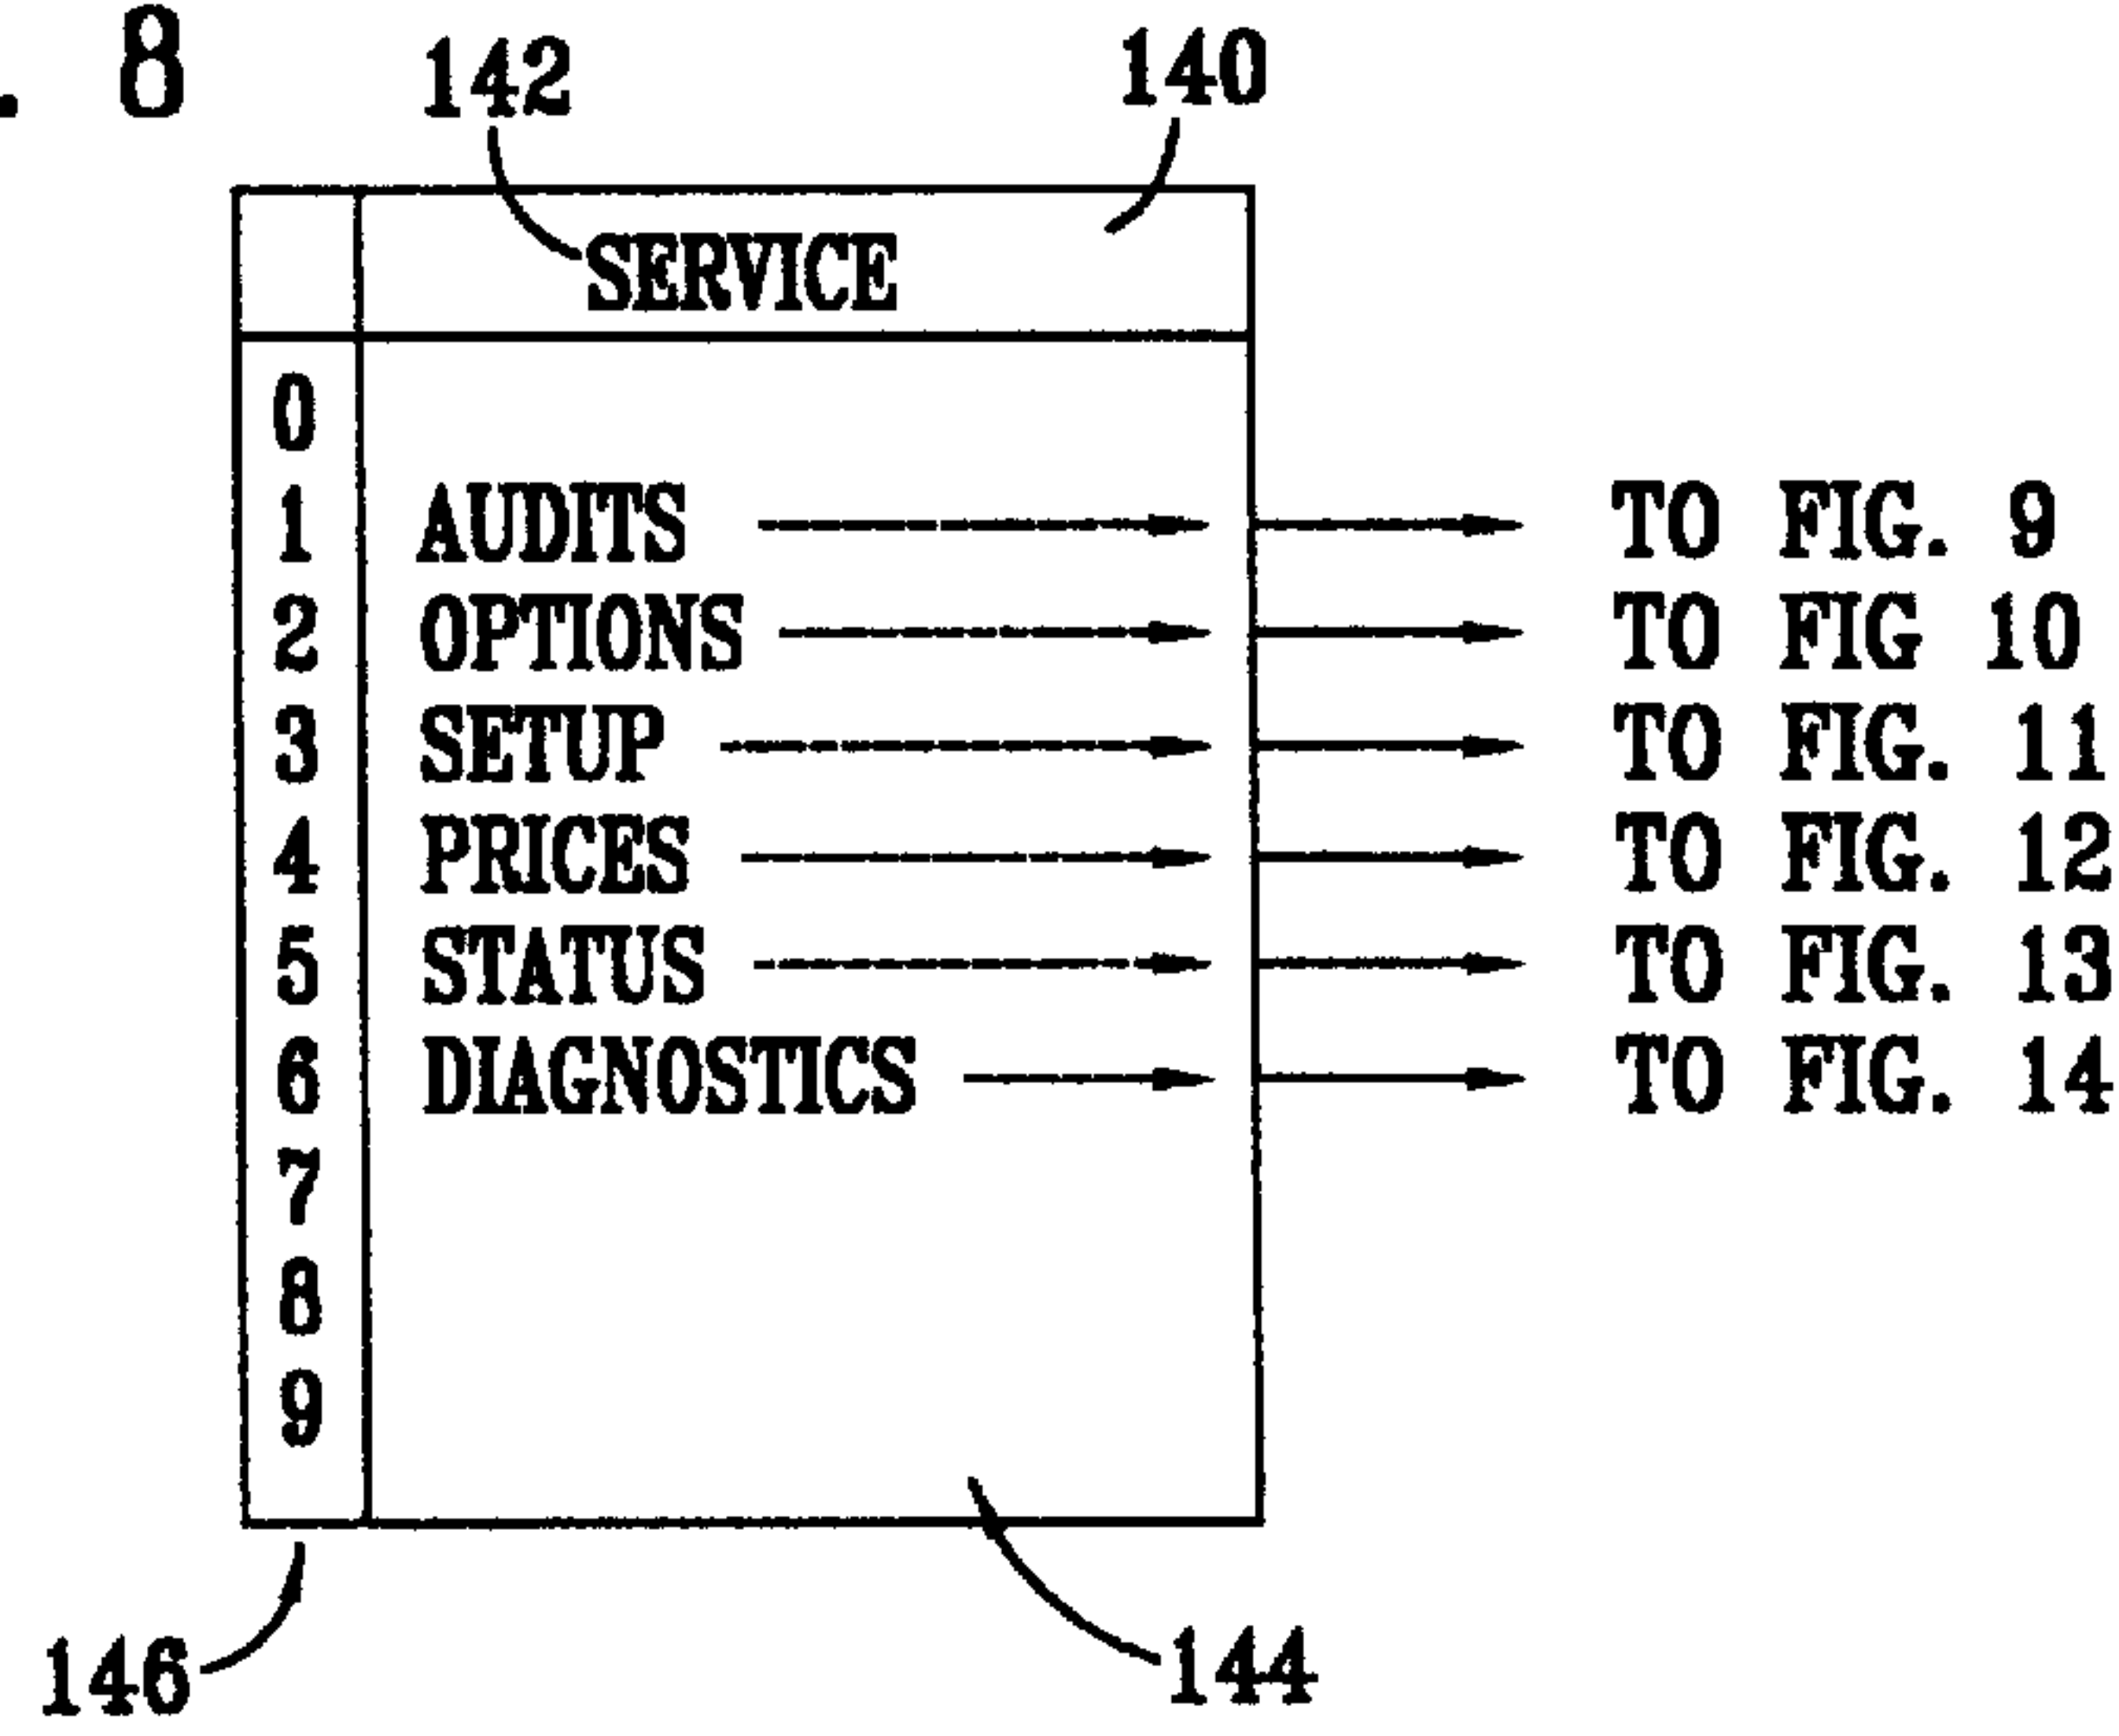 . 8
142 140
SERVICE
0
1 AUDITS TO FIG. 9
2 OPTIONS TO FIG 10
3 SETUP TO FIG. 11
4 PRICES TO FIG. 12
5 STATUS TO FIG. 13
6 DIAGNOSTICS TO FIG. 14
7
8
9
146 144